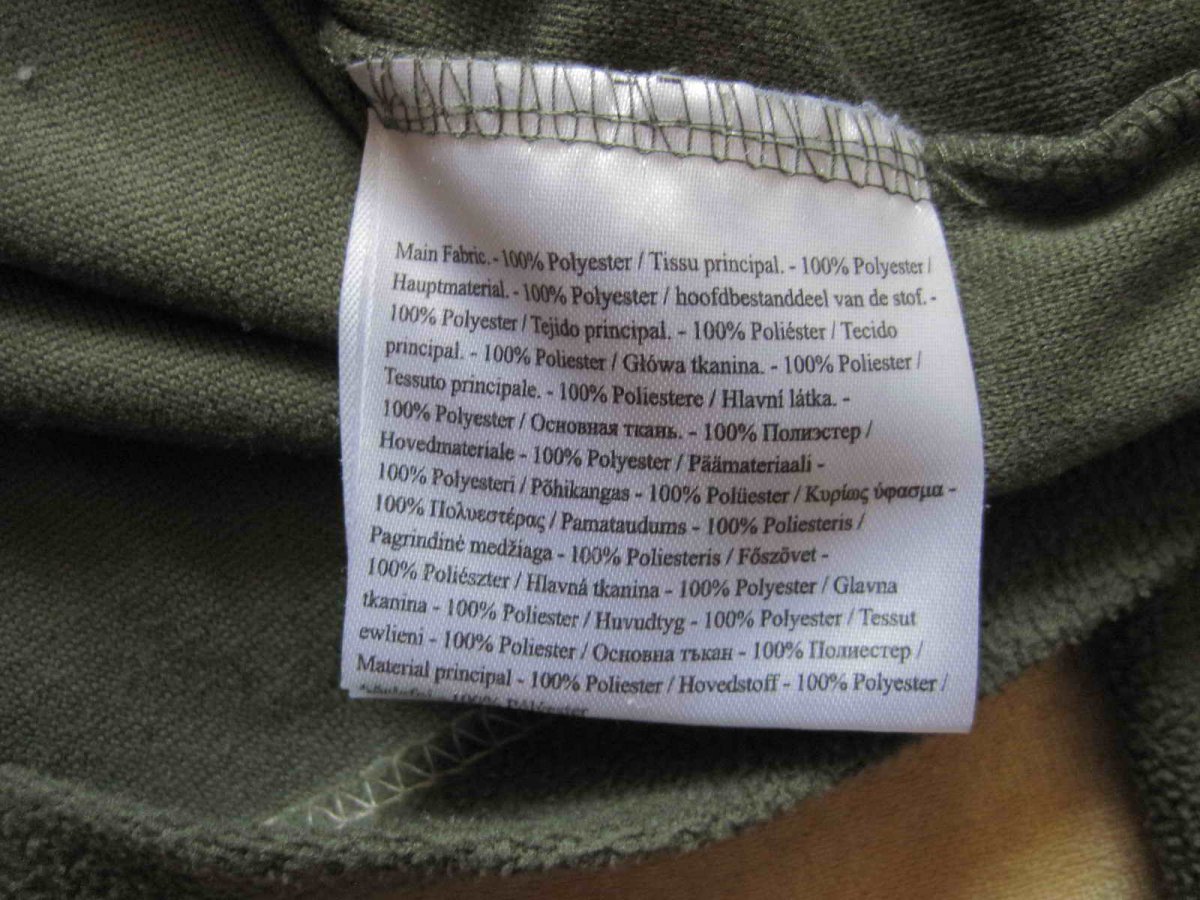 Main Fabric. - 100% Polyester / Tissu principal. - 100% Polyester /
Hauptmaterial. - 100% Polyester / hoofdbestanddeel van de stof. -
100% Polyester / Tejido principal. - 100% Poliéster / Tecido
principal. - 100% Poliester / Główa tkanina. - 100% Poliester /
Tessuto principale. - 100% Poliestere / Hlavní látka. -
100% Polyester / Основная ткань. - 100% Полиэстер /
Hovedmateriale - 100% Polyester / Päämateriaali -
100% Polyesteri / Põhikangas - 100% Polüester / Κυρίως ύφασμα -
100% Πολυεστέρας / Pamataudums - 100% Poliesteris /
Pagrindinė medžiaga - 100% Poliesteris / Főszövet -
100% Poliészter / Hlavná tkanina - 100% Polyester / Glavna
tkanina - 100% Poliester / Huvudtyg - 100% Polyester / Tessut
ewlieni - 100% Poliester / Основна тъкан - 100% Полиестер /
Material principal - 100% Poliester / Hovedstoff - 100% Polyester /
100%